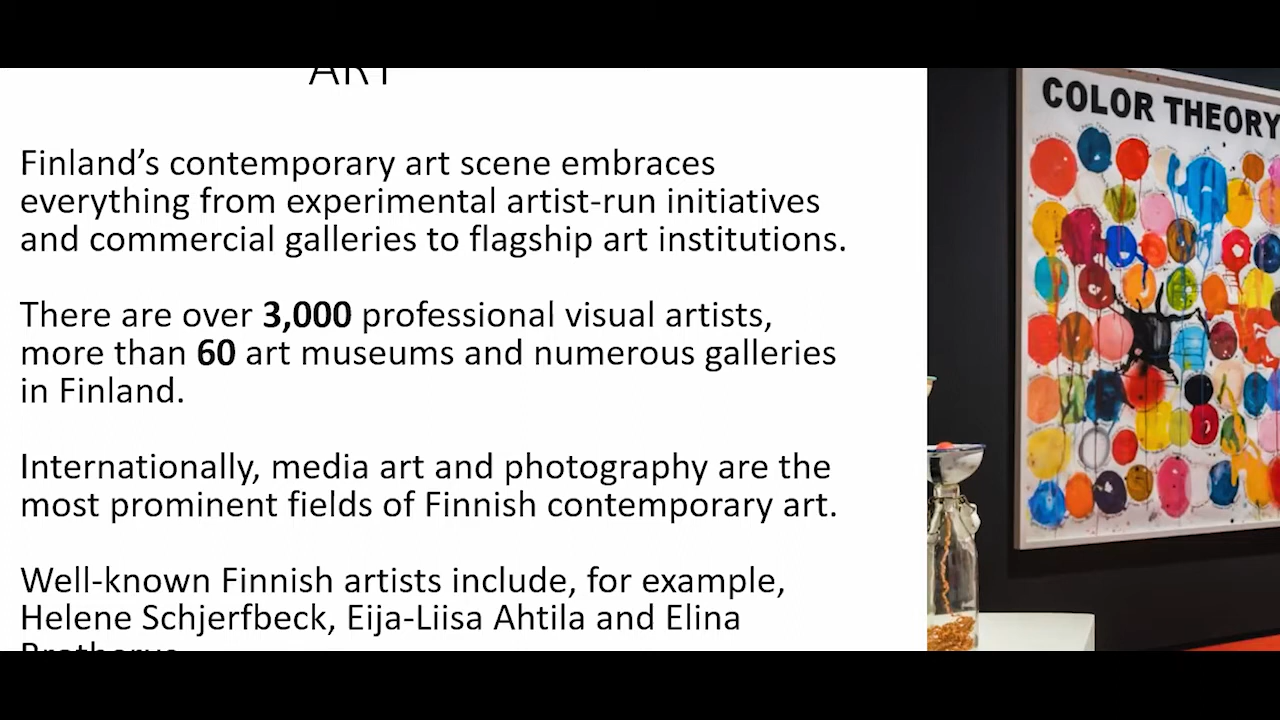 ART
Finland’s contemporary art scene embraces
everything from experimental artist-run initiatives
and commercial galleries to flagship art institutions.
There are over 3,000 professional visual artists,
more than 60 art museums and numerous galleries
in Finland.
Internationally, media art and photography are the
most prominent fields of Finnish contemporary art.
Well-known Finnish artists include, for example,
Helene Schjerfbeck, Eija-Liisa Ahtila and Elina
COLOR THEORY